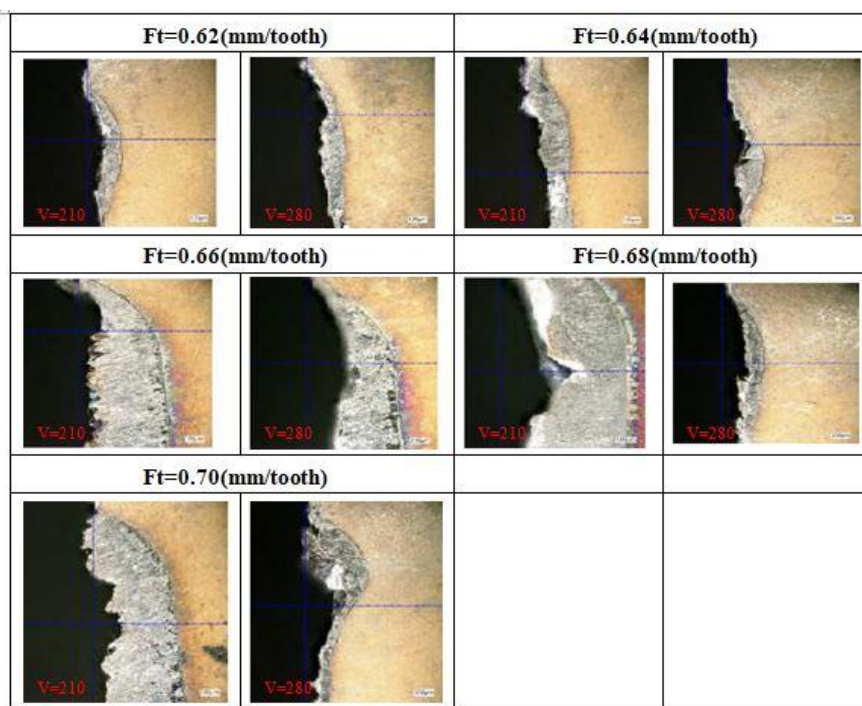 Ft=0.62(mm/tooth) Ft=0.64(mm/tooth)
V=210 V=280 V=210 V=280
Ft=0.66(mm/tooth) Ft=0.68(mm/tooth)
V=210 V=280 V=210 V=280
Ft=0.70(mm/tooth)
V=210 V=280